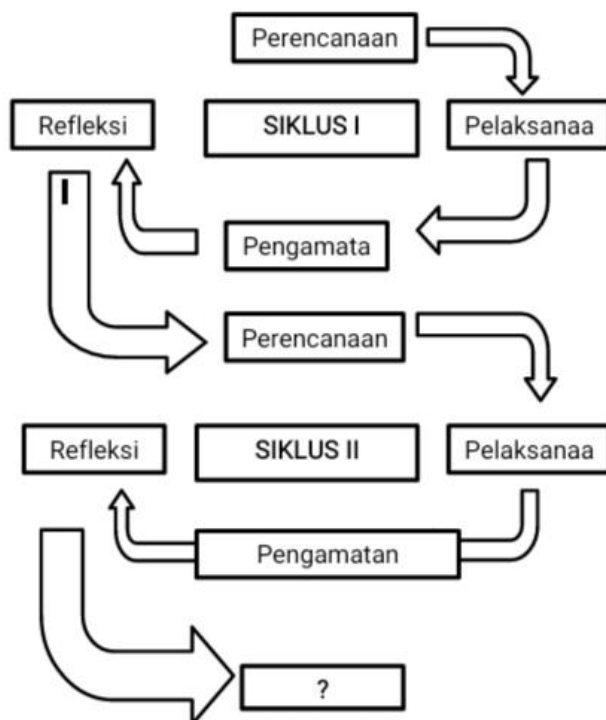 Perencanaan
Refleksi
SIKLUS I
Pelaksanaa
Pengamata
Perencanaan
Refleksi
SIKLUS II
Pelaksanaa
Pengamatan
?